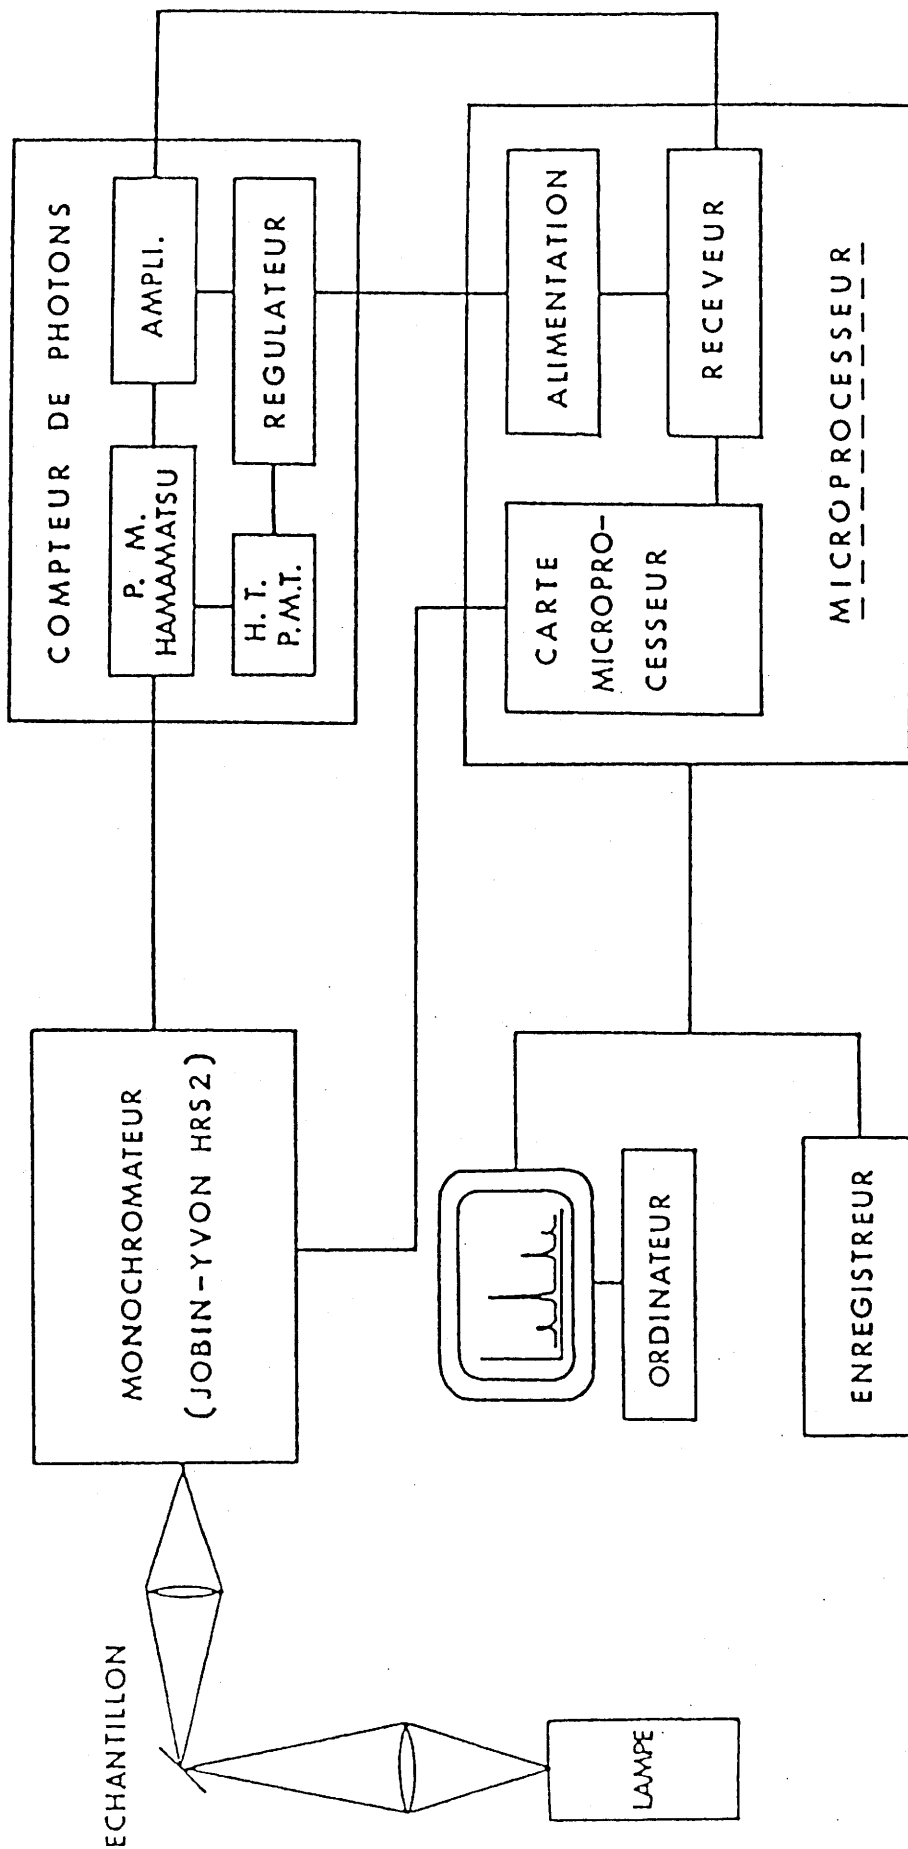 COMPTEUR DE PHOTONS
P. M.
HAMAMATSU
AMPLI.
H. T.
P.M.T.
REGULATEUR
MONOCHROMATEUR
(JOBIN-YVON HRS2)
ECHANTILLON
LAMPE
CARTE
MICROPRO-
CESSEUR
ALIMENTATION
RECEVEUR
MICROPROCESSEUR
ORDINATEUR
ENREGISTREUR